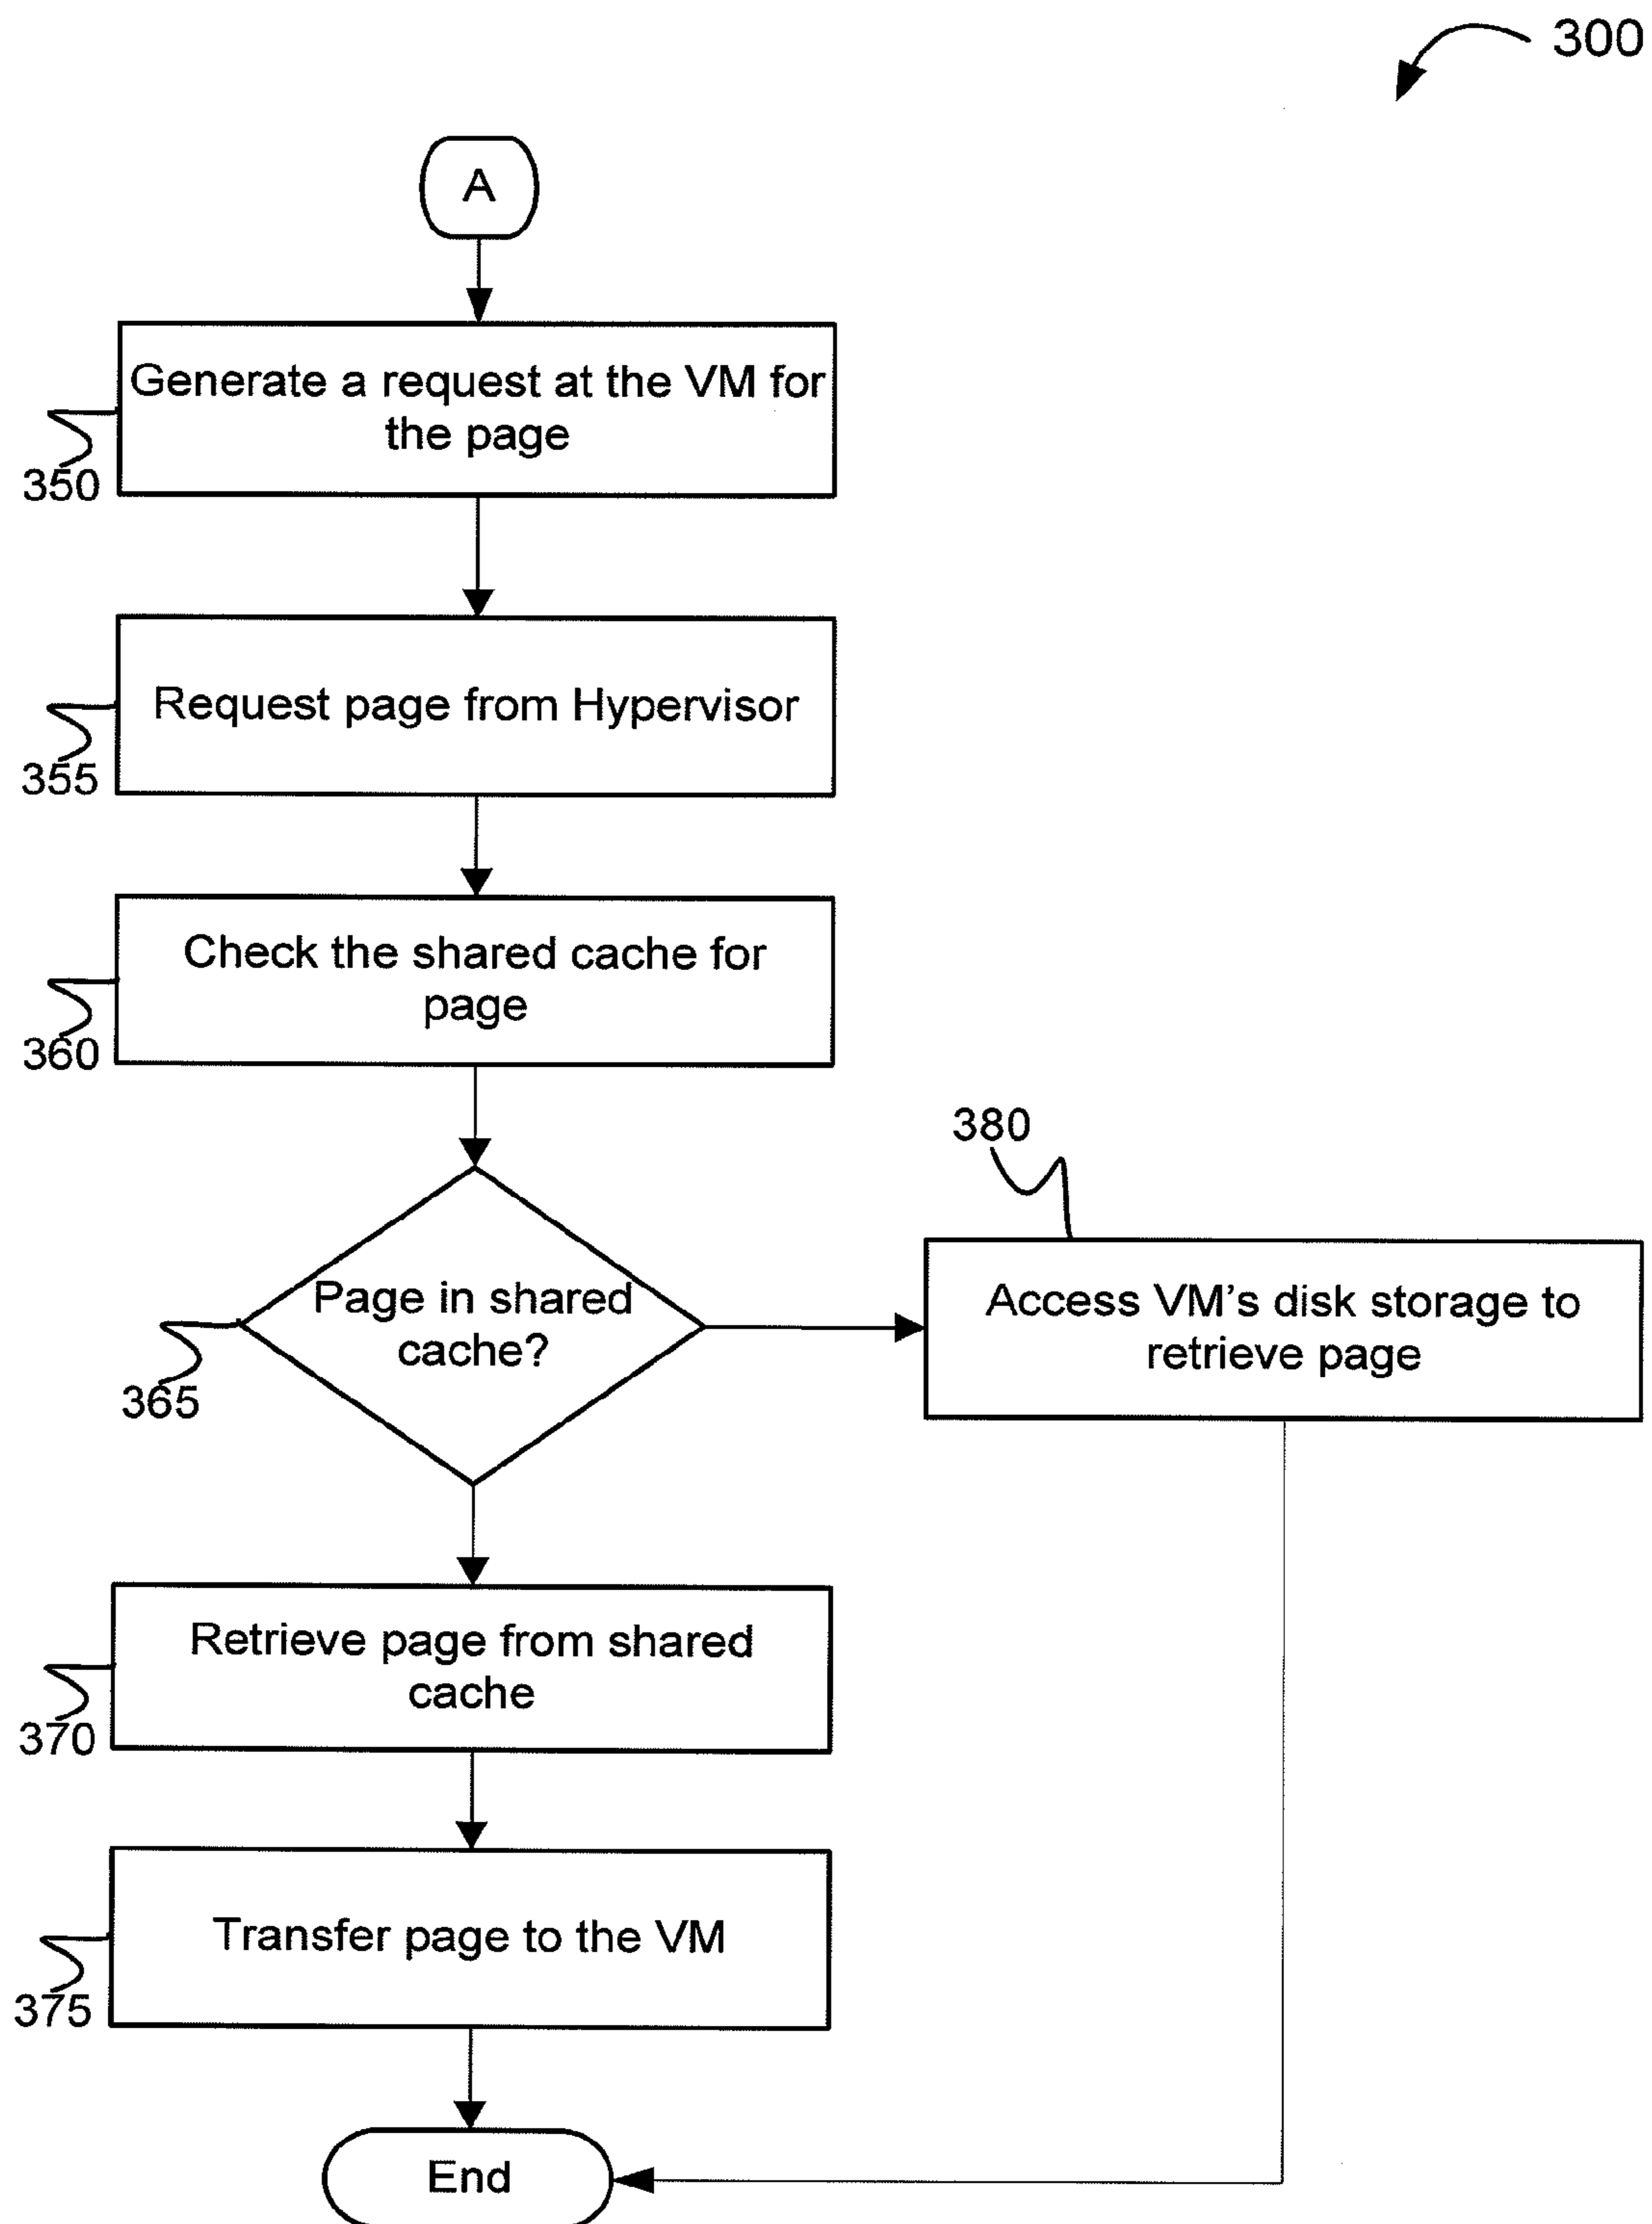 300
A
Generate a request at the VM for
the page
350
Request page from Hypervisor
355
Check the shared cache for
page
360
380
Page in shared
cache?
365
Access VM's disk storage to
retrieve page
Retrieve page from shared
cache
370
Transfer page to the VM
375
End